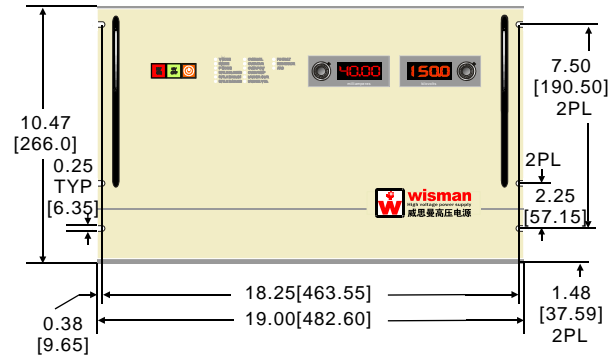 10.47
[266.0]
0.25
TYP
[6.35]
40.00
150.0
7.50
[190.50]
2PL
2PL
2.25
[57.15]
wisman
High voltage power supply
威思曼高压电源
18.25[463.55]
19.00[482.60]
0.38
[9.65]
1.48
[37.59]
2PL